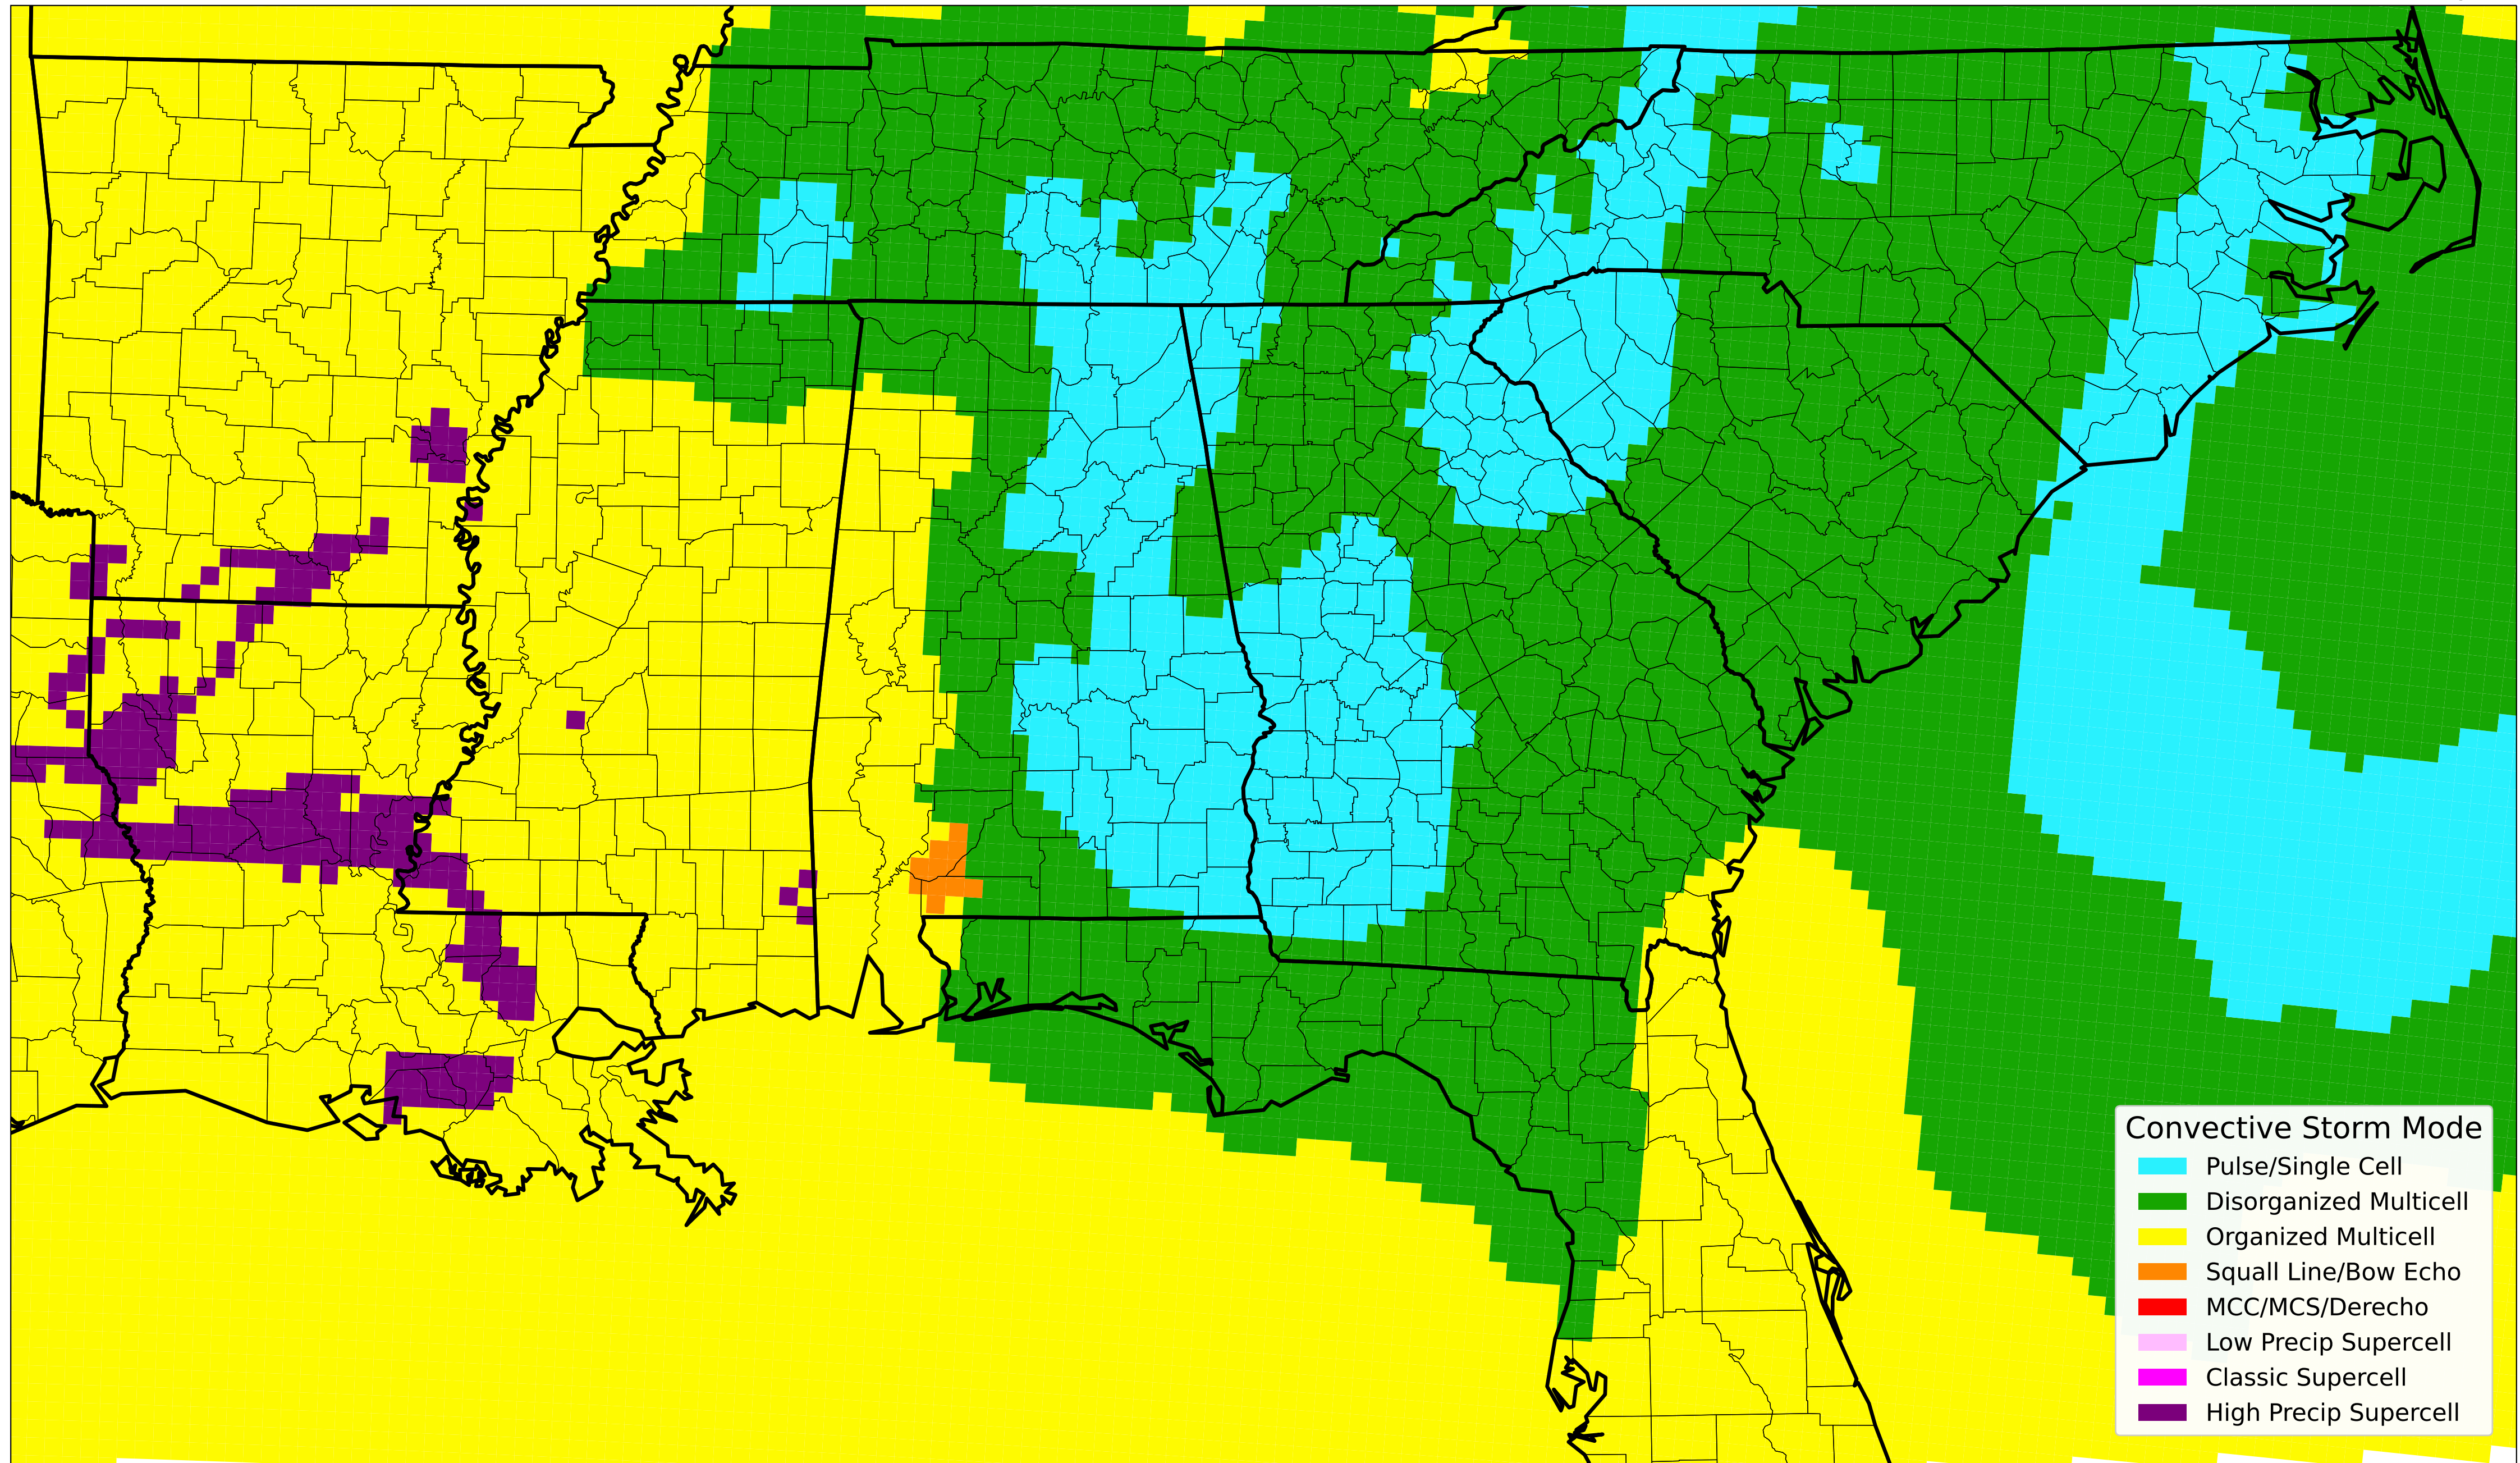 Convective Storm Mode
Pulse/Single Cell
Disorganized Multicell
Organized Multicell
Squall Line/Bow Echo
MCC/MCS/Derecho
Low Precip Supercell
Classic Supercell
High Precip Supercell